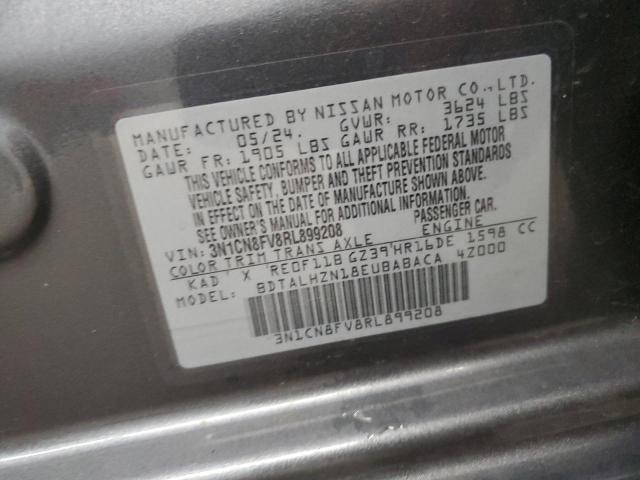 MANUFACTURED BY NISSAN MOTOR CO.,LTD.
DATE: 05/24. GVWR: 3624 LBS
GAWR FR: 1905 LBS GAWR RR: 1735 LBS
THIS VEHICLE CONFORMS TO ALL APPLICABLE FEDERAL MOTOR
VEHICLE SAFETY, BUMPER AND THEFT PREVENTION STANDARDS
IN EFFECT ON THE DATE OF MANUFACTURE SHOWN ABOVE.
SEE OWNER'S MANUAL FOR ADDITIONAL INFORMATION.
VIN: 3N1CN8FV8RL899208 PASSENGER CAR.
COLOR TRIM TRANS AXLE ENGINE
KAD X RE0F11B GZ39 HR16DE 1598 CC
MODEL BDTALHZN18EUBABACA 4Z000
3N1CN8FV8RL899208